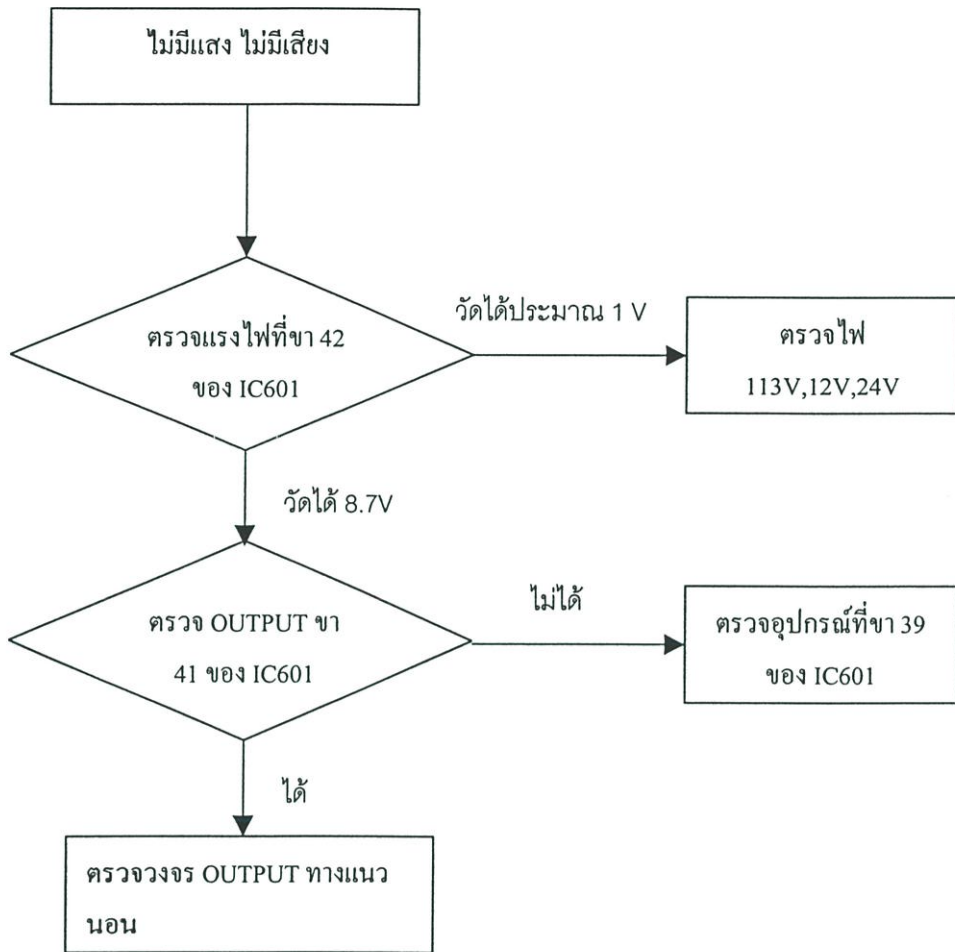 ไม่มีแสง ไม่มีเสียง
ตรวจแรงไฟที่ขา 42
ของ IC601
วัดได้ประมาณ 1 V
ตรวจไฟ
113V,12V,24V
วัดได้ 8.7V
ตรวจ OUTPUT ขา
41 ของ IC601
ไม่ได้
ตรวจอุปกรณ์ที่ขา 39
ของ IC601
ได้
ตรวจวงจร OUTPUT ทางแนว
นอน